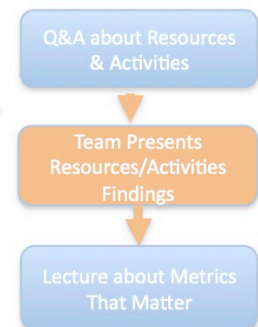 Q&A about Resources
& Activities
Team Presents
Resources/Activities
Findings
Lecture about Metrics
That Matter